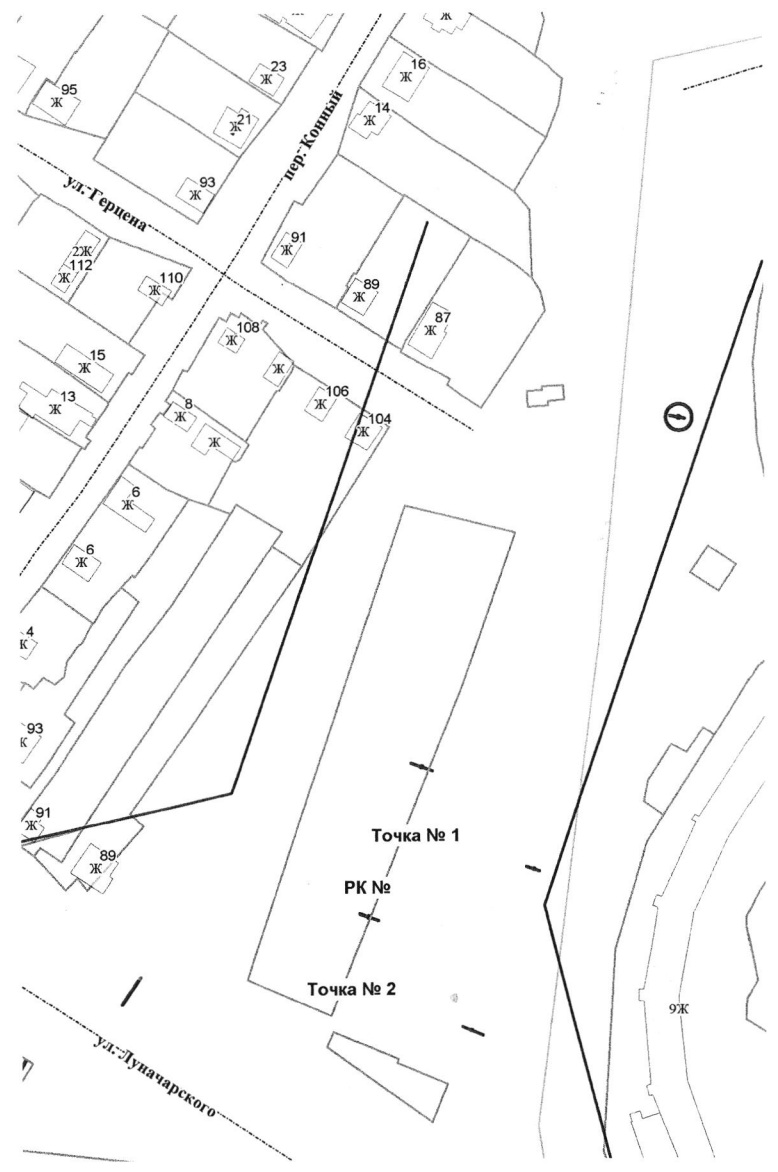 Ж
Ж
16
Ж
23
Ж
95
Ж
14
Ж
21
Ж
пер. Конный
93
Ж
ул. Герцена
91
Ж
2Ж
112
Ж
110
Ж
89
Ж
87
Ж
108
Ж
15
Ж
Ж
13
Ж
106
Ж
8
Ж
104
Ж
Ж
6
Ж
6
Ж
4
Ж
93
Ж
91
Ж
Точка № 1
89
Ж
РК №
Точка № 2
9Ж
ул. Луначарского